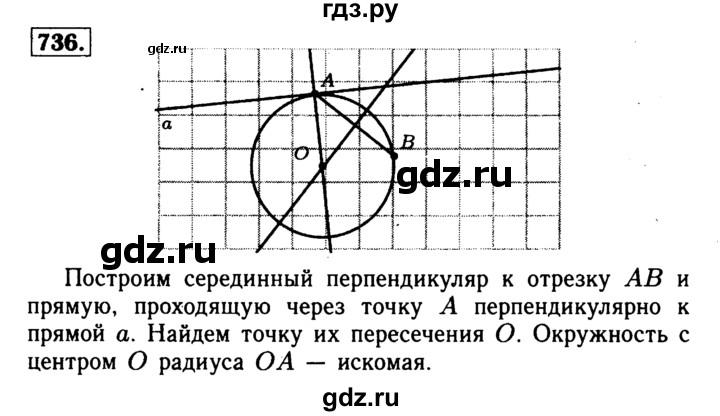 гдз.ру
736.
gdz.ru
A
a
O
B
gdz.ru
gdz.ru
Построим серединный перпендикуляр к отрезку AB и
прямую, проходящую через точку A перпендикулярно к
прямой a. Найдем точку их пересечения O. Окружность с
центром O радиуса OA — искомая.
gdz.ru